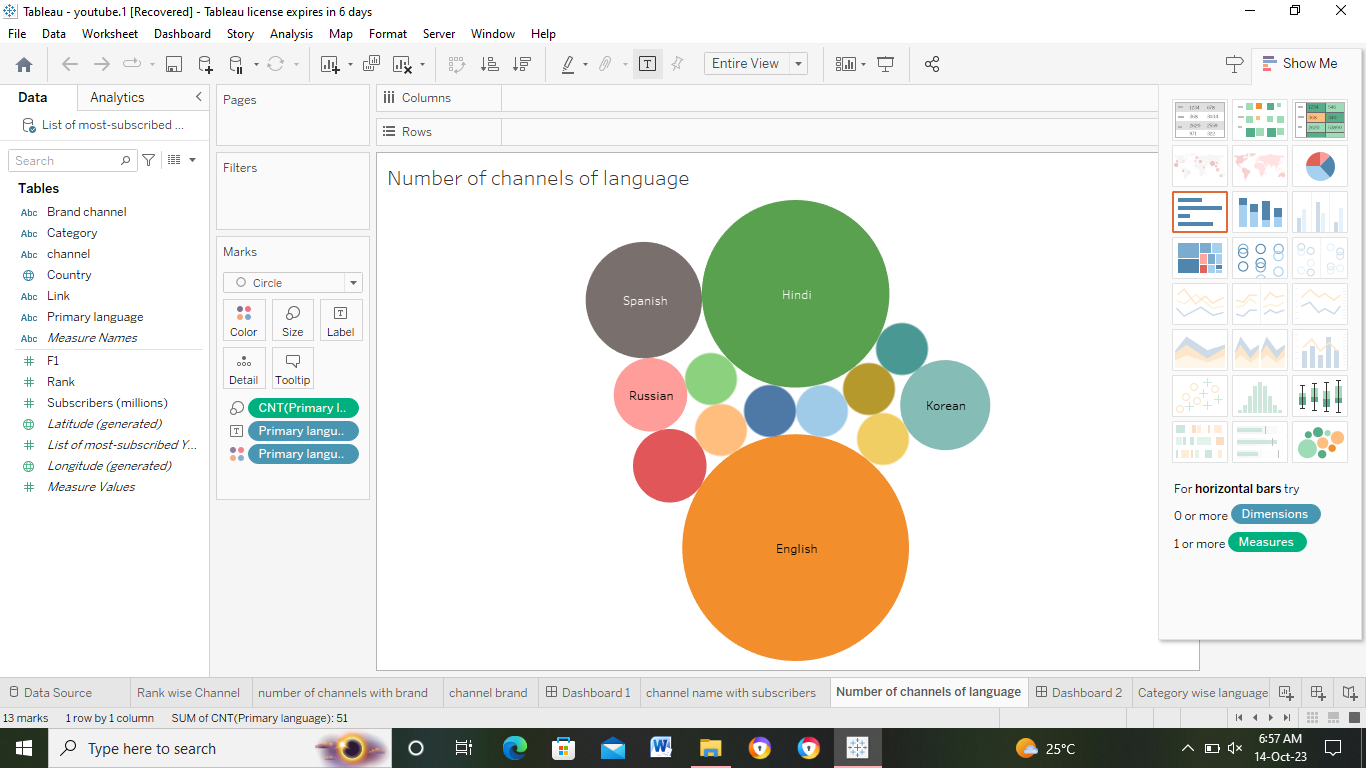 Tableau - youtube.1 [Recovered] - Tableau license expires in 6 days
File Data Worksheet Dashboard Story Analysis Map Format Server Window Help
Entire View
Show Me
Data Analytics
List of most-subscribed ...
Search
Tables
Abc Brand channel
Abc Category
Abc channel
Country
Abc Link
Abc Primary language
Abc Measure Names
# F1
# Rank
# Subscribers (millions)
Latitude (generated)
# List of most-subscribed Y...
Longitude (generated)
# Measure Values
Pages
Filters
Marks
Circle
Color Size Label
Detail Tooltip
CNT(Primary l..
Primary langu..
Primary langu..
Columns
Rows
Number of channels of language
Hindi
Spanish
Russian
Korean
English
For horizontal bars try
0 or more Dimensions
1 or more Measures
Data Source Rank wise Channel number of channels with brand channel brand Dashboard 1 channel name with subscribers Number of channels of language Dashboard 2 Category wise language
13 marks 1 row by 1 column SUM of CNT(Primary language): 51
Type here to search
25°C
6:57 AM
14-Oct-23